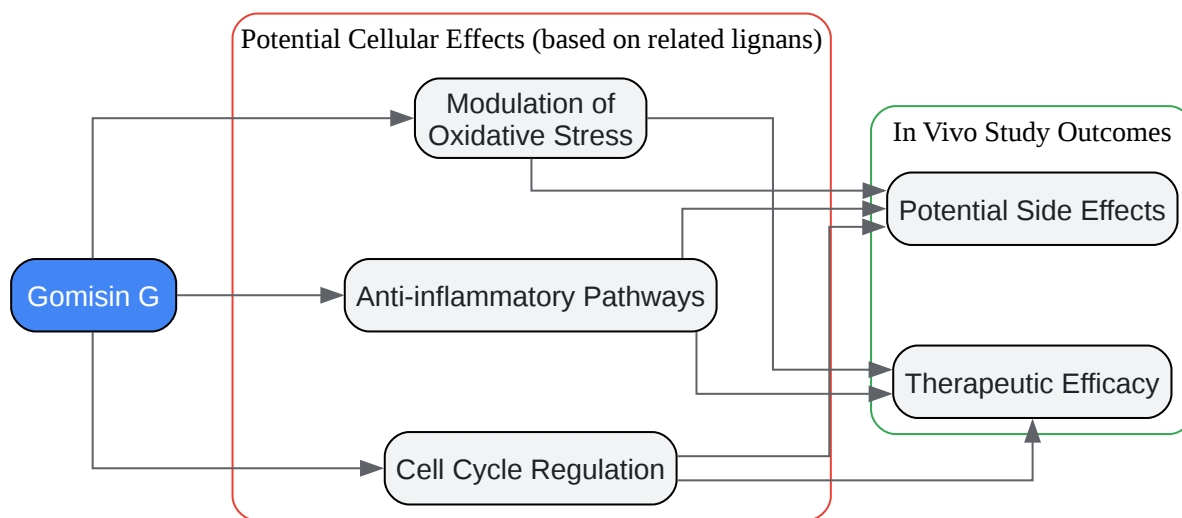 Potential Cellular Effects (based on related lignans)
Modulation of
Oxidative Stress
In Vivo Study Outcomes
Potential Side Effects
Gomisin G
Anti-inflammatory Pathways
Therapeutic Efficacy
Cell Cycle Regulation